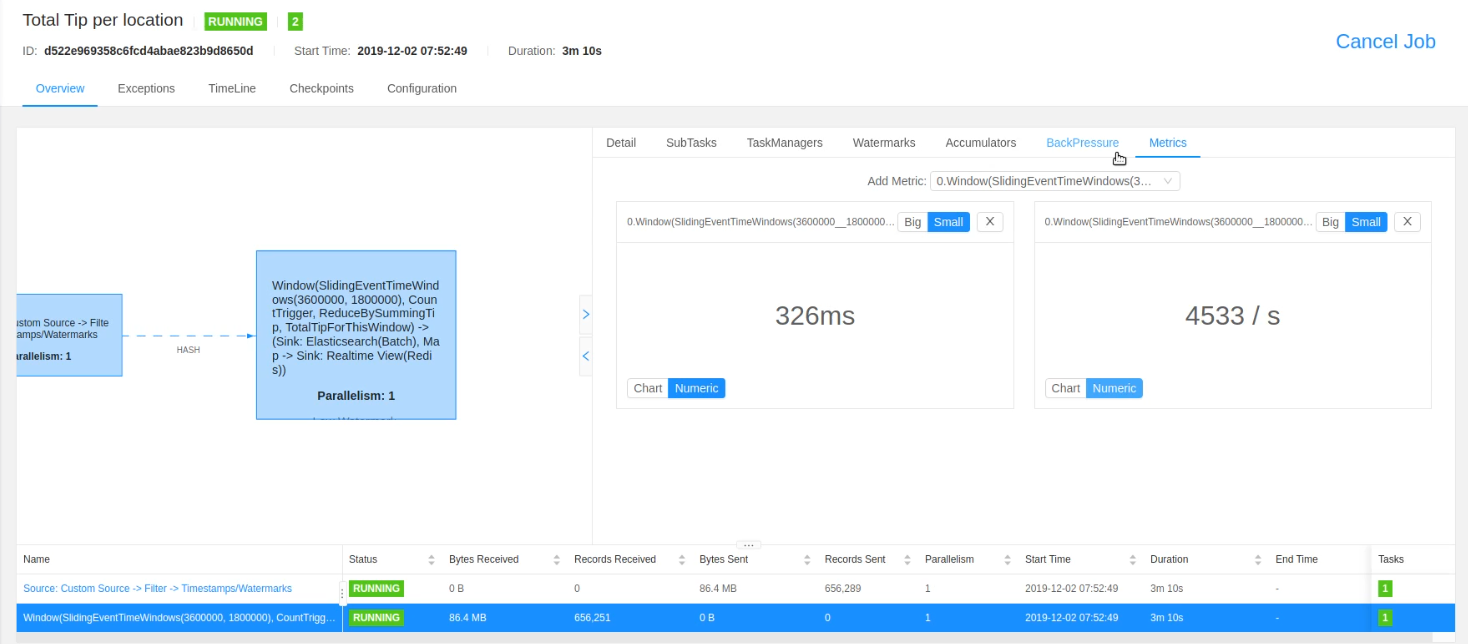 Total Tip per location RUNNING 2
ID: d522e969358c6fcd4abae823b9d8650d Start Time: 2019-12-02 07:52:49 Duration: 3m 10s
Cancel Job
Overview Exceptions TimeLine Checkpoints Configuration
Detail SubTasks TaskManagers Watermarks Accumulators BackPressure Metrics
Add Metric: 0.Window(SlidingEventTimeWindows(3...
0.Window(SlidingEventTimeWindows(3600000__1800000... Big Small X
0.Window(SlidingEventTimeWindows(3600000__1800000... Big Small X
326ms
4533 / s
Chart Numeric
Chart Numeric
ustom Source -> Filte
amps/Watermarks
arallelism: 1
HASH
Window(SlidingEventTimeWind
ows(3600000, 1800000), Coun
tTrigger, ReduceBySummingTi
p, TotalTipForThisWindow) ->
(Sink: Elasticsearch(Batch), Ma
p -> Sink: Realtime View(Redi
s))
Parallelism: 1
Name Status Bytes Received Records Received Bytes Sent Records Sent Parallelism Start Time Duration End Time Tasks
Source: Custom Source -> Filter -> Timestamps/Watermarks RUNNING 0 B 0 86.4 MB 656,289 1 2019-12-02 07:52:49 3m 10s - 1
Window(SlidingEventTimeWindows(3600000, 1800000), CountTrigg... RUNNING 86.4 MB 656,251 0 B 0 1 2019-12-02 07:52:49 3m 10s - 1